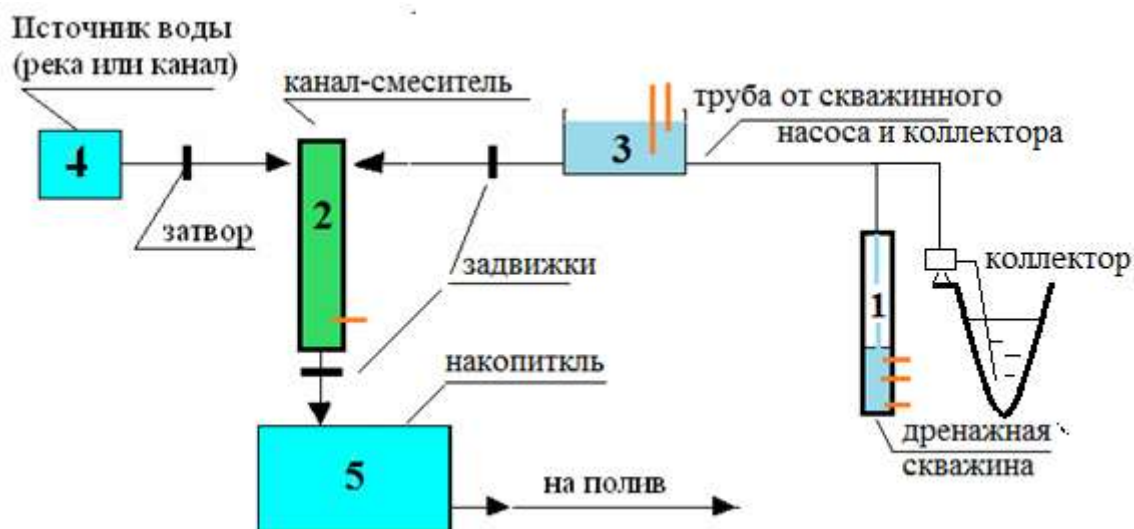 Источник воды
(река или канал)
канал-смеситель
труба от скважинного
насоса и коллектора
4
3
2
затвор
задвижки
коллектор
1
накопиткль
дренажная
скважина
5
на полив